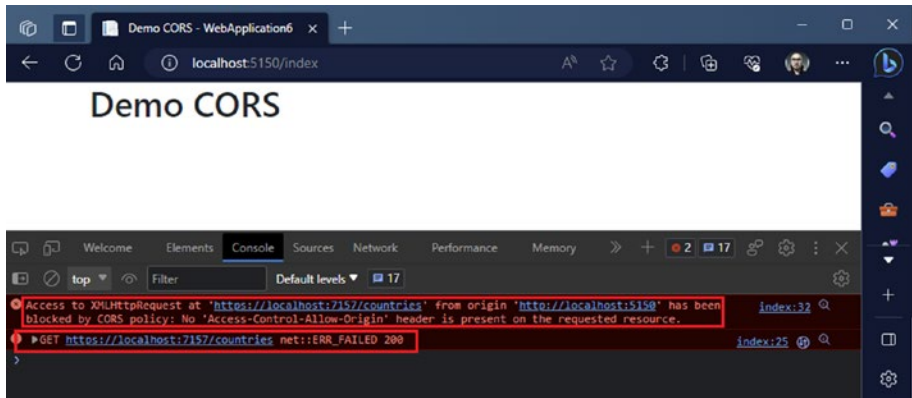 Demo CORS - WebApplication6
localhost:5150/index
Demo CORS
Welcome Elements Console Sources Network Performance Memory 2 17
top Filter Default levels 17
Access to XMLHttpRequest at 'https://localhost:7157/countries' from origin 'http://localhost:5150' has been index:32
blocked by CORS policy: No 'Access-Control-Allow-Origin' header is present on the requested resource.
GET https://localhost:7157/countries net::ERR_FAILED 200 index:25